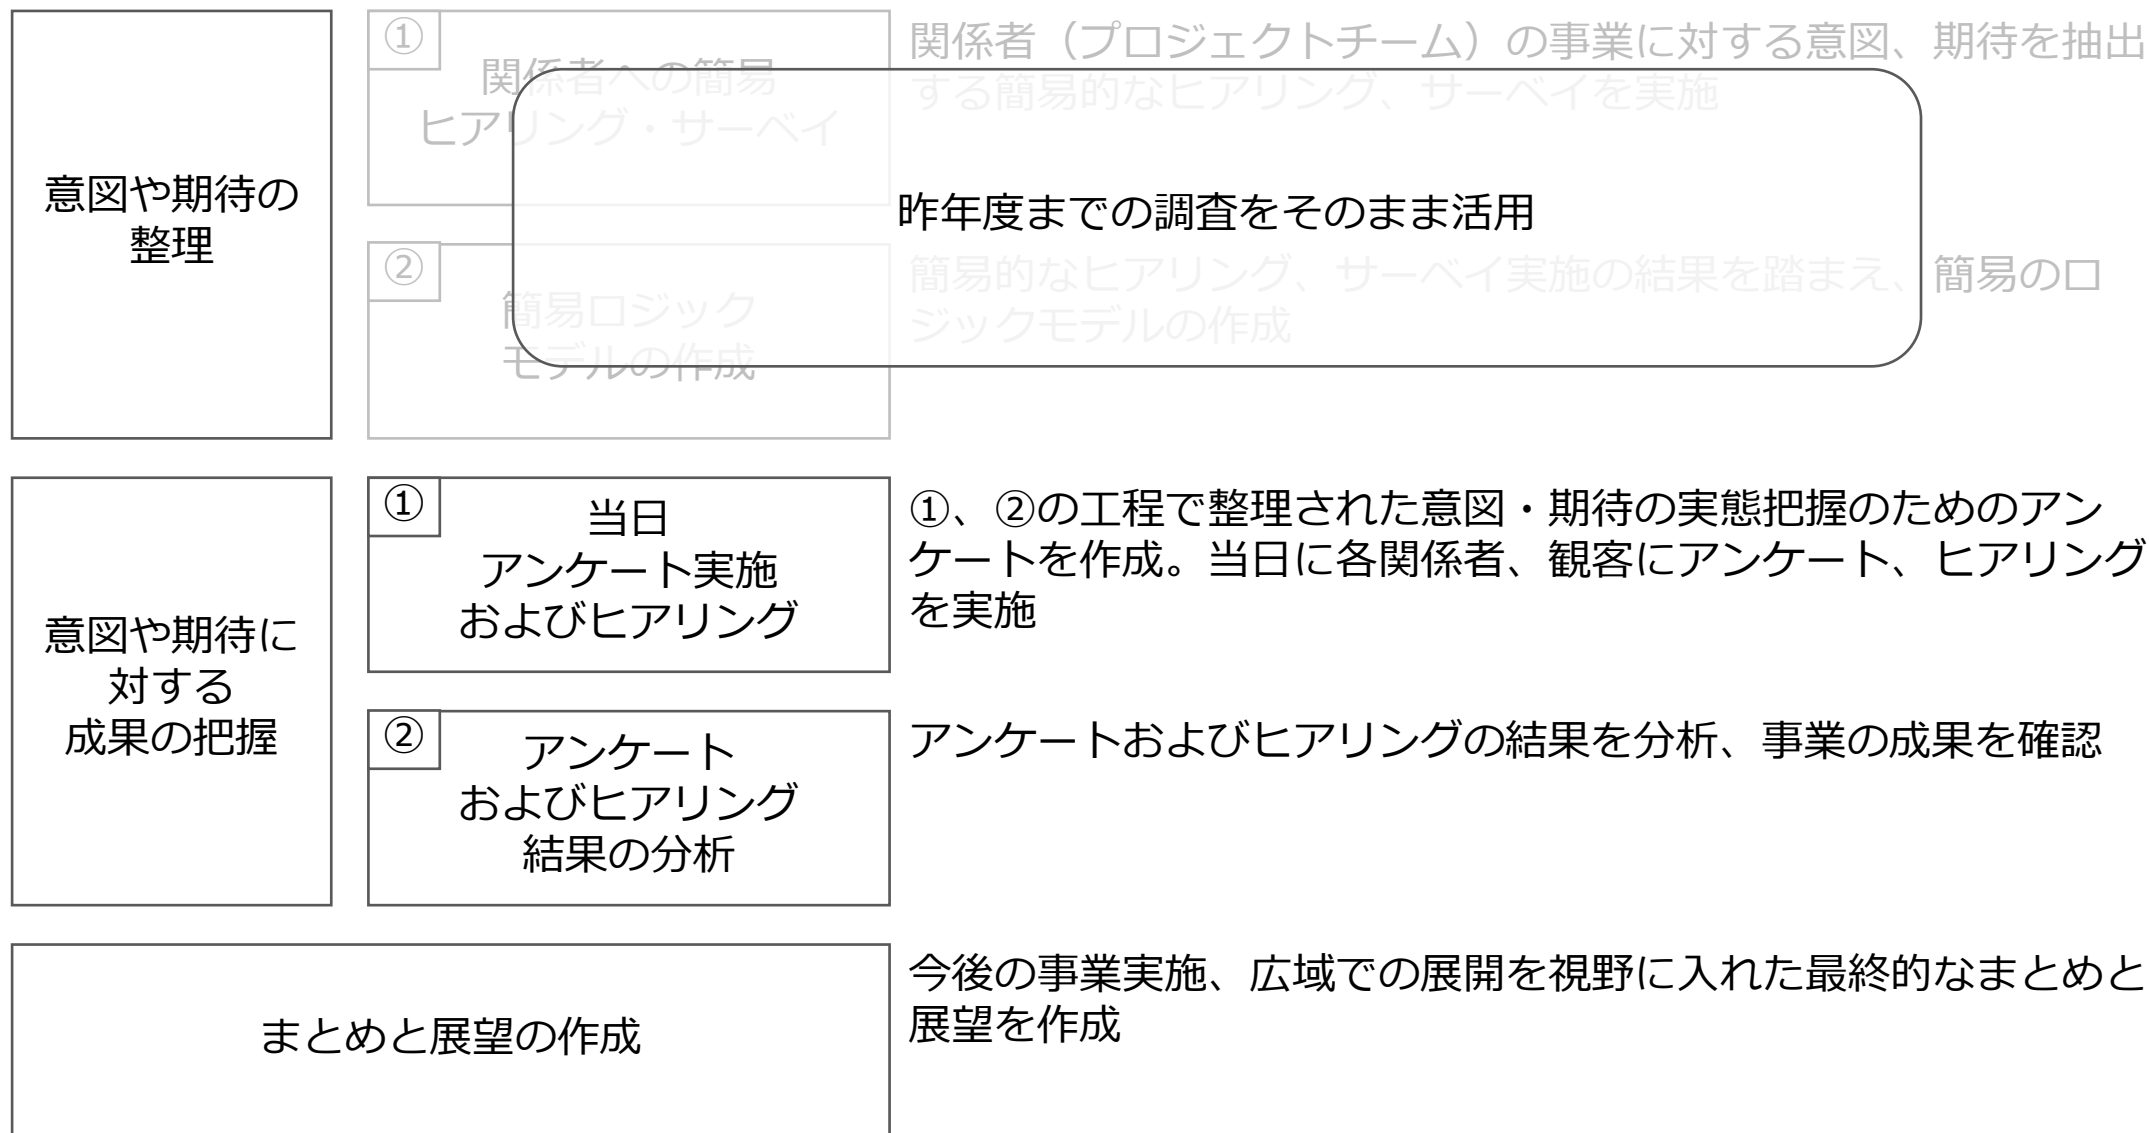 意図や期待の
整理
①
関係者への簡易
ヒアリング・サーベイ
関係者（プロジェクトチーム）の事業に対する意図、期待を抽出
する簡易的なヒアリング、サーベイを実施
昨年度までの調査をそのまま活用
②
簡易ロジック
モデルの作成
簡易的なヒアリング、サーベイ実施の結果を踏まえ、簡易のロ
ジックモデルの作成
意図や期待に
対する
成果の把握
①
当日
アンケート実施
およびヒアリング
①、②の工程で整理された意図・期待の実態把握のためのアン
ケートを作成。当日に各関係者、観客にアンケート、ヒアリング
を実施
②
アンケート
およびヒアリング
結果の分析
アンケートおよびヒアリングの結果を分析、事業の成果を確認
まとめと展望の作成
今後の事業実施、広域での展開を視野に入れた最終的なまとめと
展望を作成